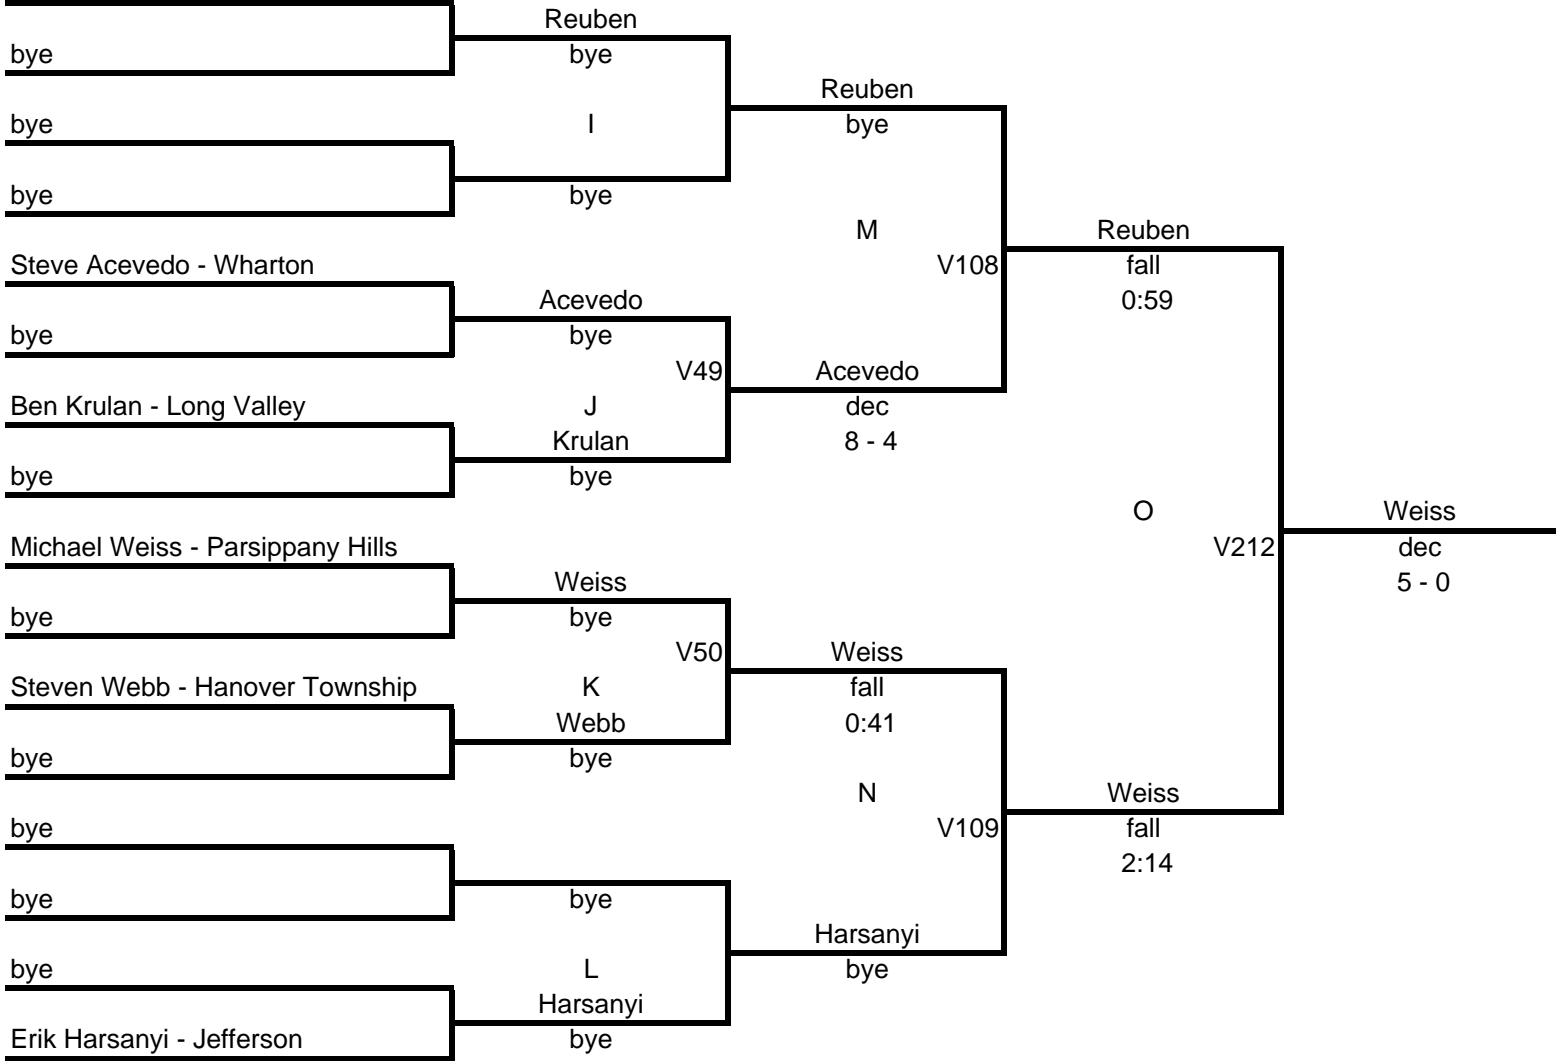 Reuben
bye
bye
Reuben
bye
I
bye
bye
bye
M
Reuben
Steve Acevedo - Wharton
V108
fall
Acevedo
0:59
bye
bye
V49
Acevedo
Ben Krulan - Long Valley
J
dec
Krulan
8 - 4
bye
bye
O
Weiss
Michael Weiss - Parsippany Hills
V212
dec
Weiss
5 - 0
bye
bye
V50
Weiss
Steven Webb - Hanover Township
K
fall
Webb
0:41
bye
bye
N
Weiss
bye
V109
fall
2:14
bye
bye
Harsanyi
bye
L
bye
Harsanyi
Erik Harsanyi - Jefferson
bye